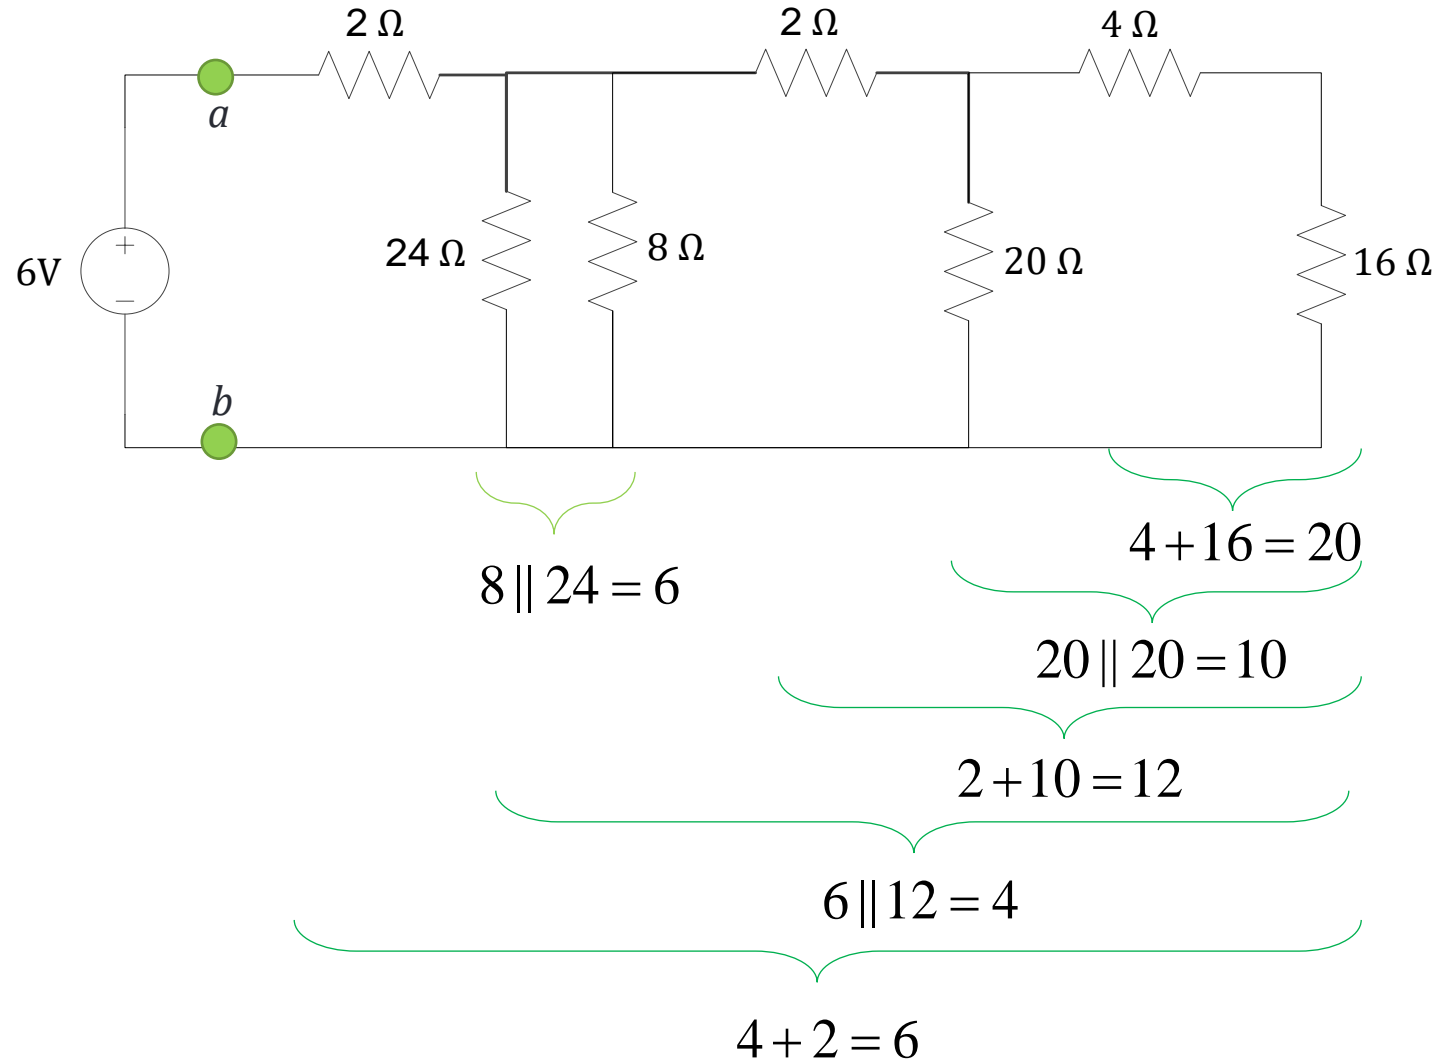 2 Ω
2 Ω
4 Ω
a
24 Ω
8 Ω
20 Ω
16 Ω
+
6V
−
b
4 + 16 = 20
8 || 24 = 6
20 || 20 = 10
2 + 10 = 12
6 || 12 = 4
4 + 2 = 6